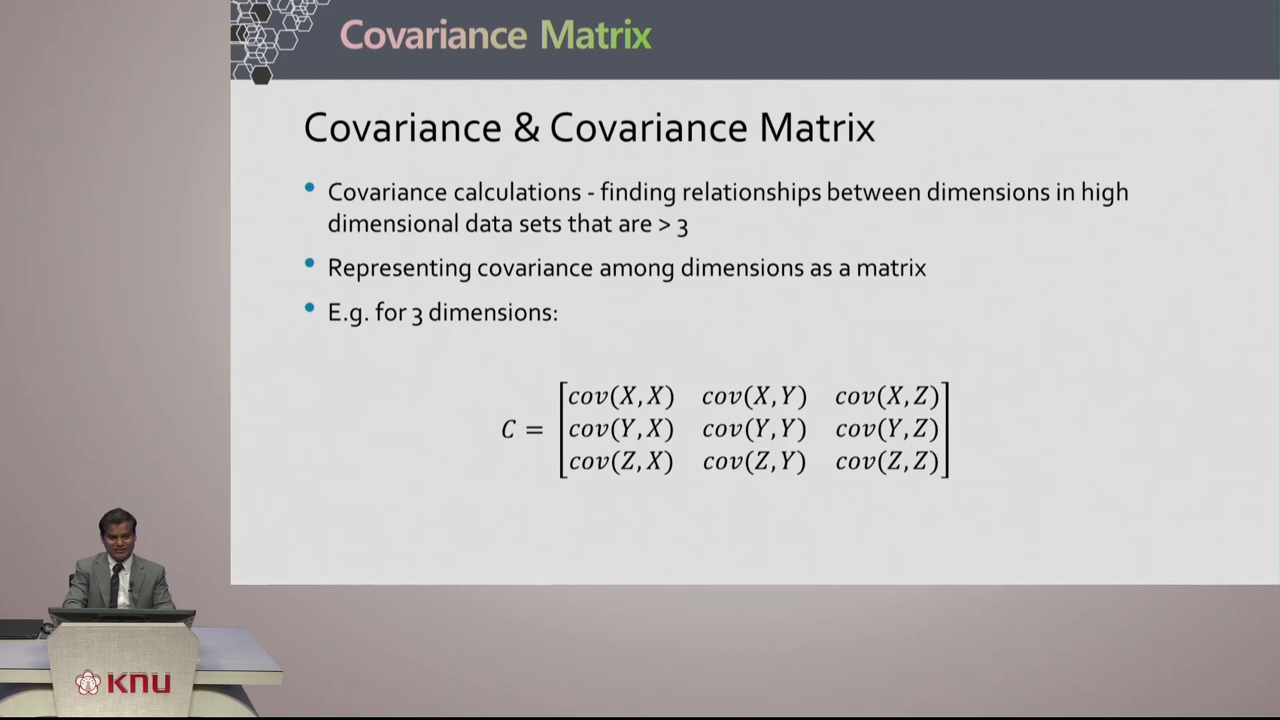 Covariance Matrix
Covariance & Covariance Matrix
• Covariance calculations - finding relationships between dimensions in high
dimensional data sets that are > 3
• Representing covariance among dimensions as a matrix
• E.g. for 3 dimensions:
C = [cov(X,X) cov(X,Y) cov(X,Z)
cov(Y,X) cov(Y,Y) cov(Y,Z)
cov(Z,X) cov(Z,Y) cov(Z,Z)]
KNU